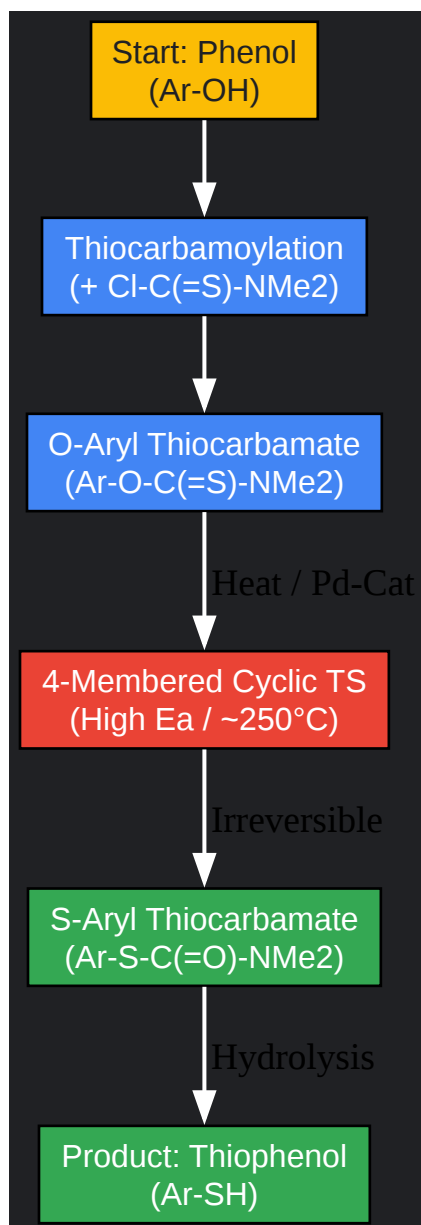 Start: Phenol
(Ar-OH)
Thiocarbamoylation
(+ Cl-C(=S)-NMe2)
O-Aryl Thiocarbamate
(Ar-O-C(=S)-NMe2)
Heat / Pd-Cat
4-Membered Cyclic TS
(High Ea / ~250°C)
Irreversible
S-Aryl Thiocarbamate
(Ar-S-C(=O)-NMe2)
Hydrolysis
Product: Thiophenol
(Ar-SH)